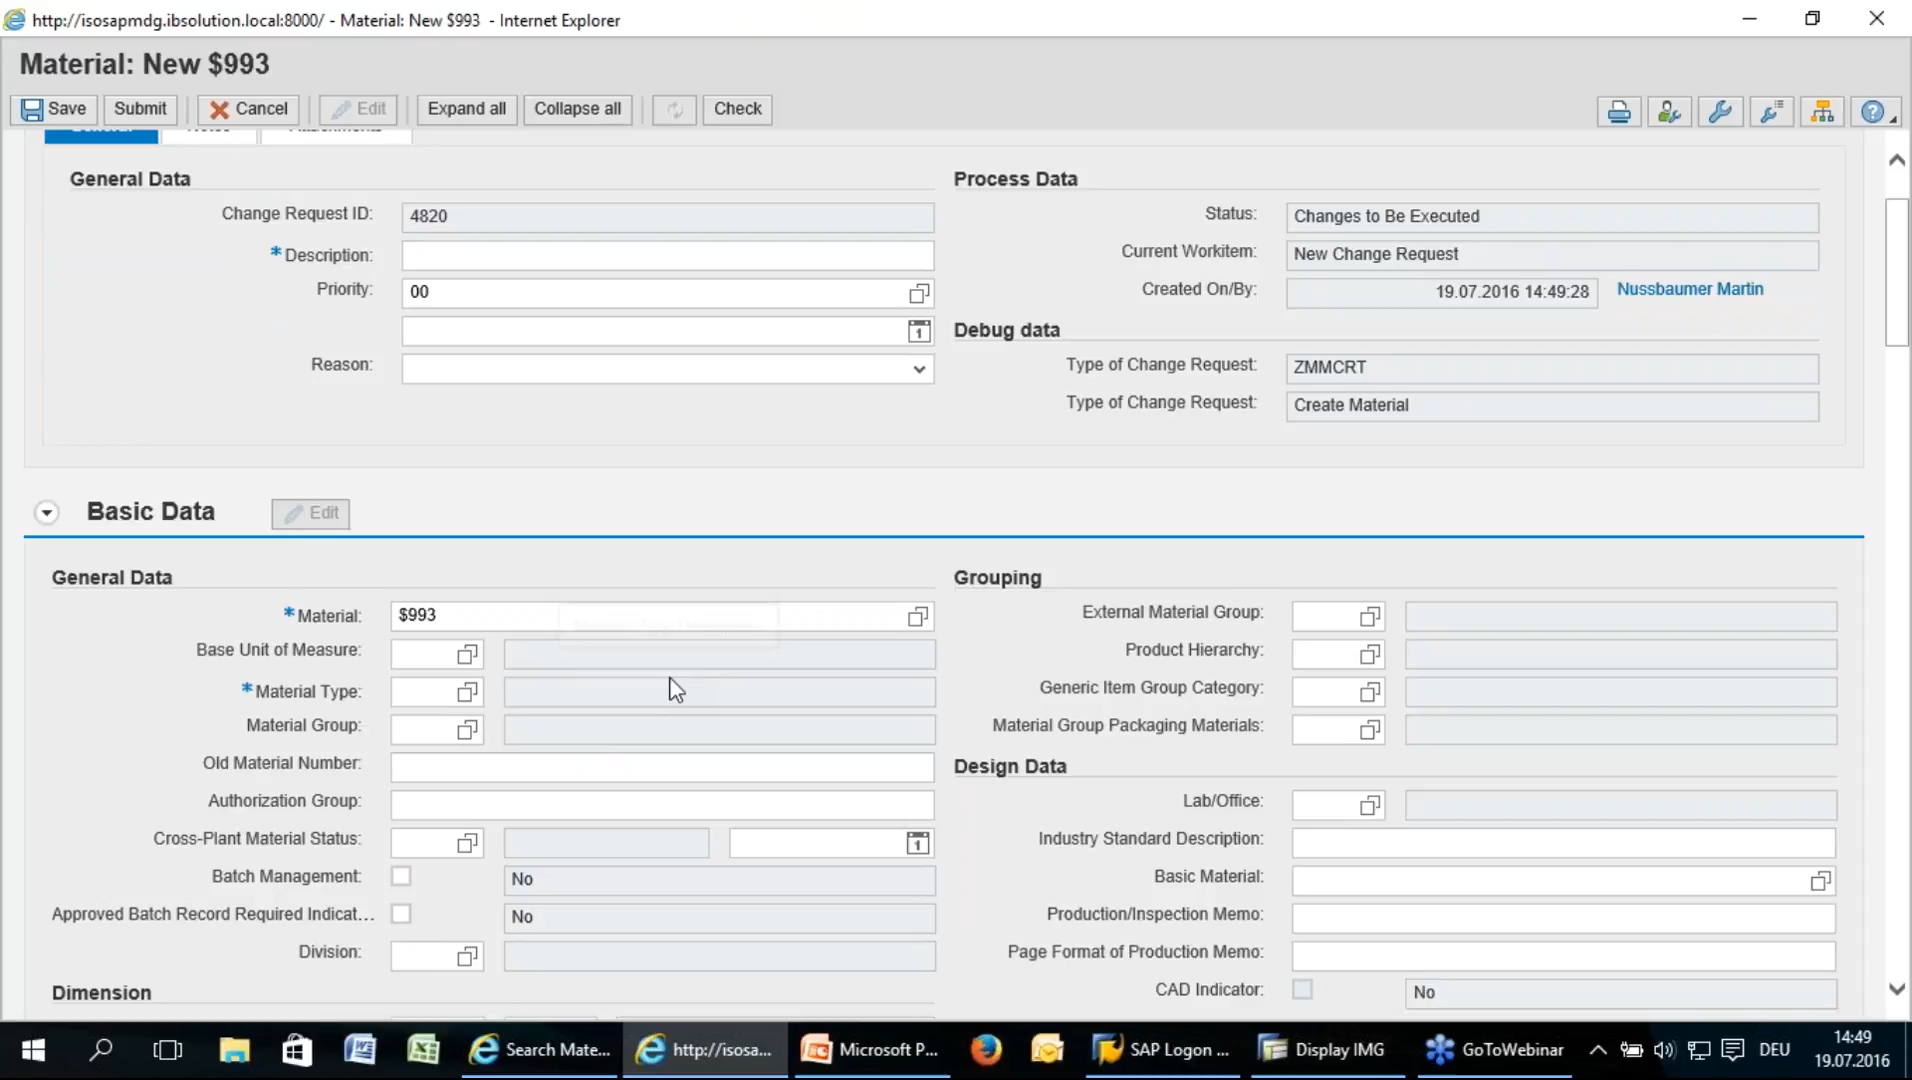 http://isosapmdg.ibsolution.local:8000/ - Material: New $993 - Internet Explorer
Material: New $993
Save Submit Cancel Edit Expand all Collapse all Check
General Notes Attachments
General Data
Change Request ID: 4820
* Description:
Priority: 00
1
Reason:
Process Data
Status: Changes to Be Executed
Current Workitem: New Change Request
Created On/By: 19.07.2016 14:49:28 Nussbaumer Martin
Debug data
Type of Change Request: ZMMCRT
Type of Change Request: Create Material
Basic Data Edit
General Data
* Material: $993
Base Unit of Measure:
* Material Type:
Material Group:
Old Material Number:
Authorization Group:
Cross-Plant Material Status: 1
Batch Management: No
Approved Batch Record Required Indicat... No
Division:
Dimension
Grouping
External Material Group:
Product Hierarchy:
Generic Item Group Category:
Material Group Packaging Materials:
Design Data
Lab/Office:
Industry Standard Description:
Basic Material:
Production/Inspection Memo:
Page Format of Production Memo:
CAD Indicator: No
Search Mate... http://isosa... Microsoft P... SAP Logon ... Display IMG GoToWebinar DEU 14:49
19.07.2016